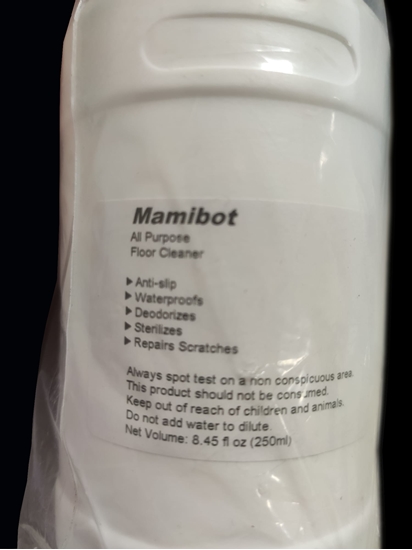 Mamibot
All Purpose
Floor Cleaner
▶ Anti-slip
▶ Waterproofs
▶ Deodorizes
▶ Sterilizes
▶ Repairs Scratches
Always spot test on a non conspicuous area.
This product should not be consumed.
Keep out of reach of children and animals.
Do not add water to dilute.
Net Volume: 8.45 fl oz (250ml)